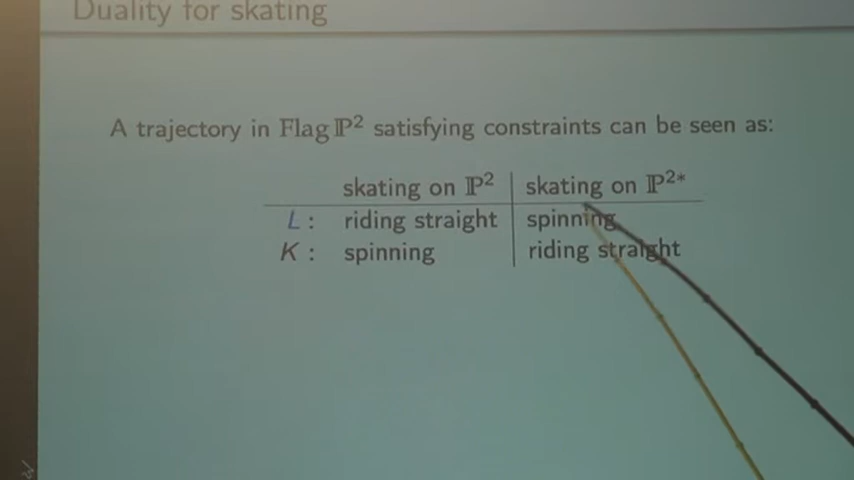 Duality for skating
A trajectory in Flag ℙ² satisfying constraints can be seen as:
skating on ℙ² skating on ℙ²*
L : riding straight spinning
K : spinning riding straight